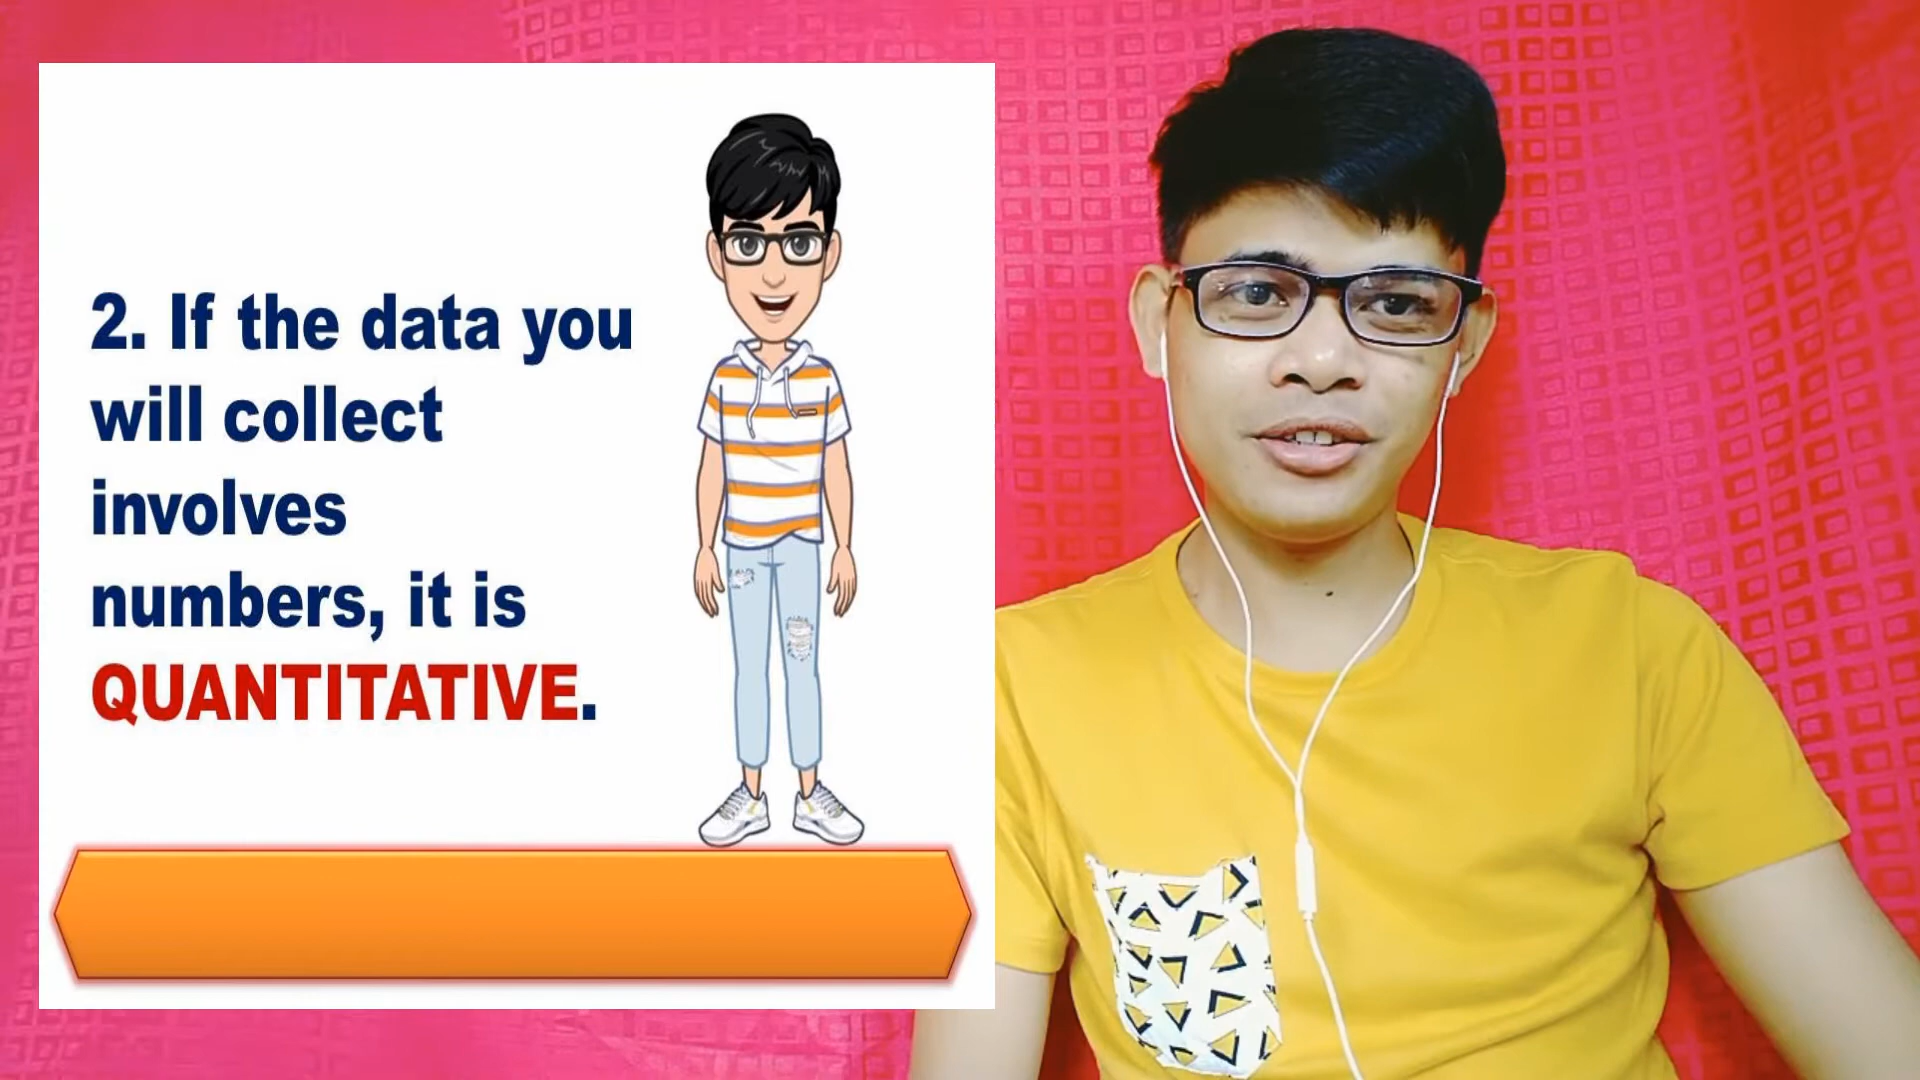 2. If the data you
will collect
involves
numbers, it is
QUANTITATIVE.